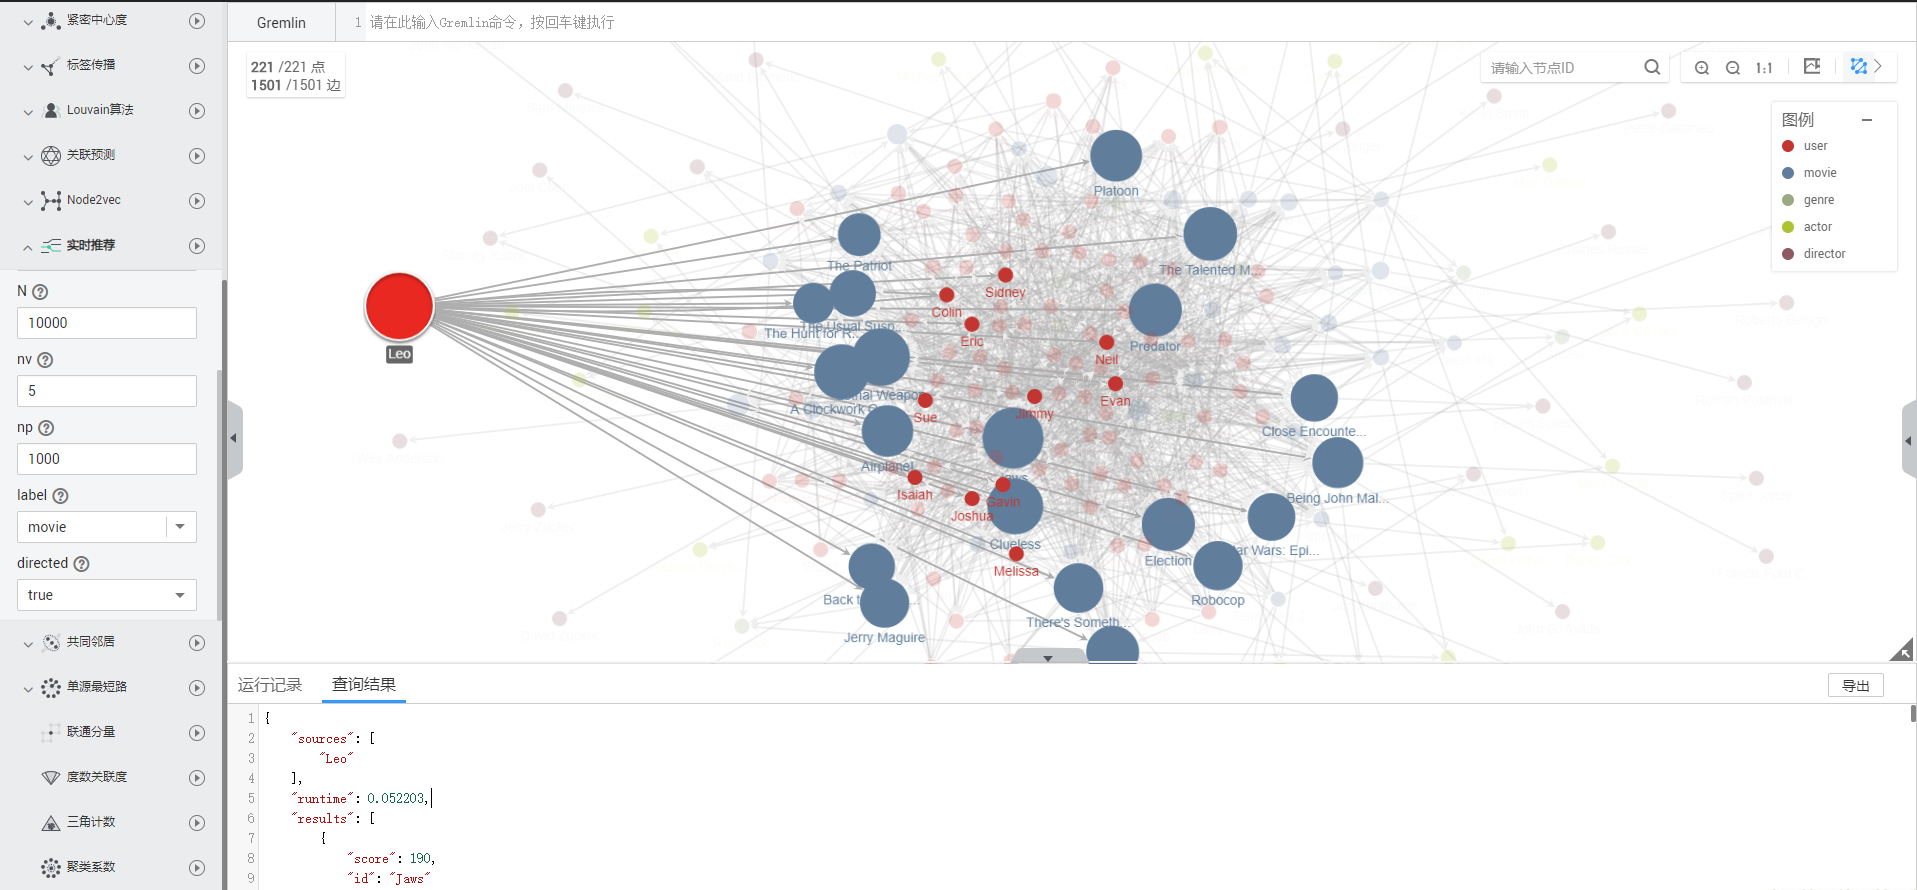 紧密中心度
标签传播
Louvain算法
关联预测
Node2vec
实时推荐
N
10000
nv
5
np
1000
label
movie
directed
true
共同邻居
单源最短路
联通分量
度数关联度
三角计数
聚类系数
Gremlin
1 请在此输入Gremlin命令，按回车键执行
221 /221 点
1501 /1501 边
请输入节点ID
1:1
图例
user
movie
genre
actor
director
Platoon
The Patriot
The Talented M...
Sidney
Colin
The Usual Susp...
The Hunt for R...
Eric
Neil
Predator
Leo
Evan
A Clockwork
Sue
Jimmy
Close Encounte...
Airplane!
Jaws
Isaiah
Gavin
Being John Mal...
Joshua
Clueless
Star Wars: Epi...
Election
Melissa
Back t
Robocop
There's Someth...
Jerry Maguire
运行记录
查询结果
导出
1 {
2 "sources": [
3 "Leo"
4 ],
5 "runtime": 0.052203,
6 "results": [
7 {
8 "score": 190,
9 "id": "Jaws"